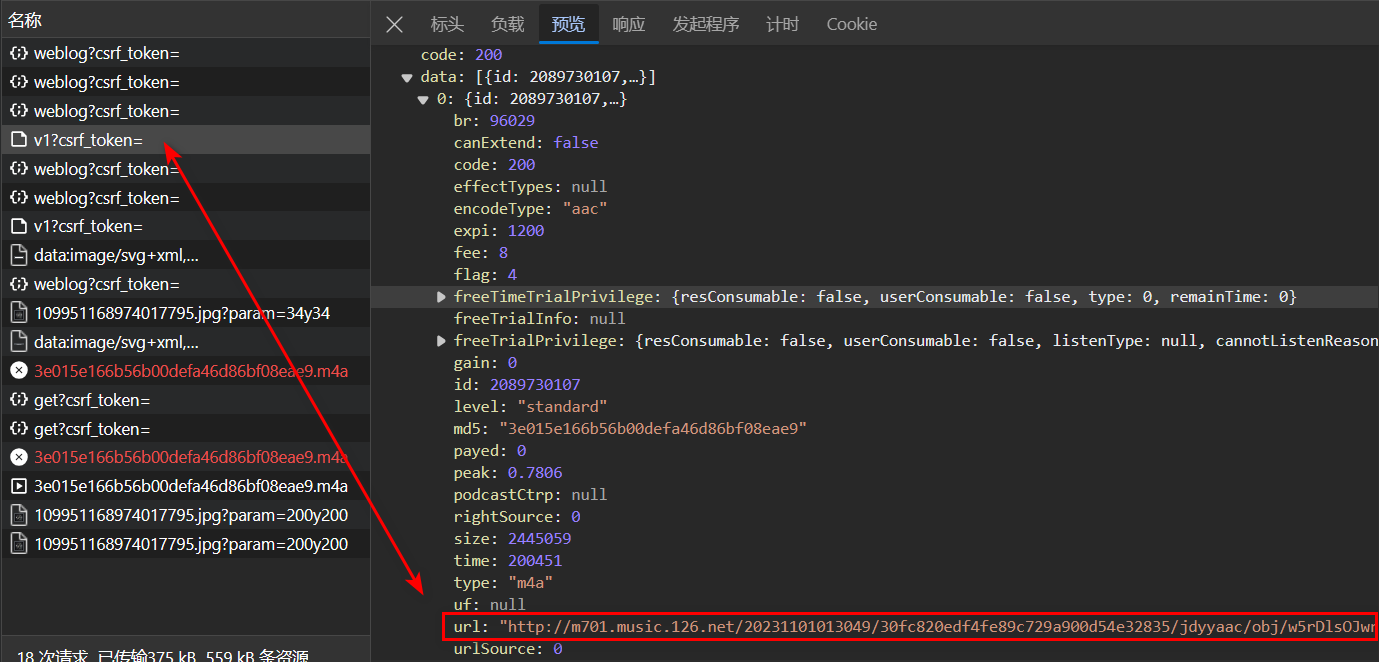 名称
weblog?csrf_token=
weblog?csrf_token=
weblog?csrf_token=
v1?csrf_token=
weblog?csrf_token=
weblog?csrf_token=
v1?csrf_token=
data:image/svg+xml,...
weblog?csrf_token=
109951168974017795.jpg?param=34y34
data:image/svg+xml,...
3e015e166b56b00defa46d86bf08eae9.m4a
get?csrf_token=
get?csrf_token=
3e015e166b56b00defa46d86bf08eae9.m4a
3e015e166b56b00defa46d86bf08eae9.m4a
109951168974017795.jpg?param=200y200
109951168974017795.jpg?param=200y200
18 次请求 已传输375 kB 559 kB 条资源
标头 负载 预览 响应 发起程序 计时 Cookie
code: 200
data: [{id: 2089730107,…}]
0: {id: 2089730107,…}
br: 96029
canExtend: false
code: 200
effectTypes: null
encodeType: "aac"
expi: 1200
fee: 8
flag: 4
freeTimeTrialPrivilege: {resConsumable: false, userConsumable: false, type: 0, remainTime: 0}
freeTrialInfo: null
freeTrialPrivilege: {resConsumable: false, userConsumable: false, listenType: null, cannotListenReason
gain: 0
id: 2089730107
level: "standard"
md5: "3e015e166b56b00defa46d86bf08eae9"
payed: 0
peak: 0.7806
podcastCtrp: null
rightSource: 0
size: 2445059
time: 200451
type: "m4a"
uf: null
url: "http://m701.music.126.net/20231101013049/30fc820edf4fe89c729a900d54e32835/jdyyaac/obj/w5rDlsOJwr
urlSource: 0